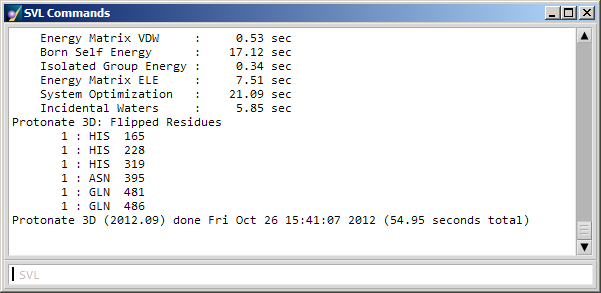 SVL Commands
Energy Matrix VDW : 0.53 sec
Born Self Energy : 17.12 sec
Isolated Group Energy : 0.34 sec
Energy Matrix ELE : 7.51 sec
System Optimization : 21.09 sec
Incidental Waters : 5.85 sec
Protonate 3D: Flipped Residues
1 : HIS 165
1 : HIS 228
1 : HIS 319
1 : ASN 395
1 : GLN 481
1 : GLN 486
Protonate 3D (2012.09) done Fri Oct 26 15:41:07 2012 (54.95 seconds total)
SVL